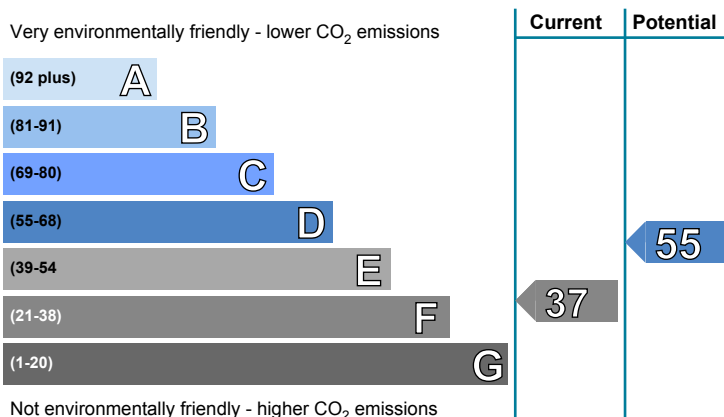 Current Potential
Very environmentally friendly - lower CO2 emissions
(92 plus) A
(81-91) B
(69-80) C
(55-68) D
55
(39-54 E
37
(21-38) F
(1-20) G
Not environmentally friendly - higher CO2 emissions